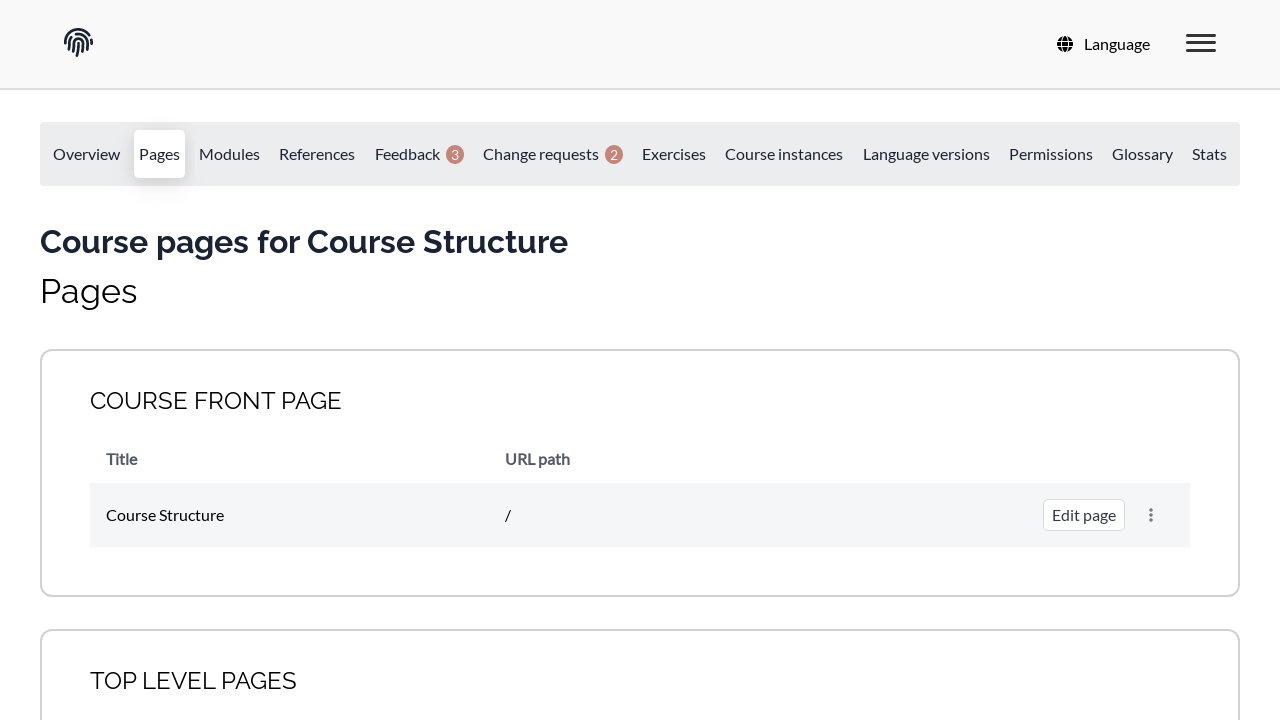 Language
Overview Pages Modules References Feedback 3 Change requests 2 Exercises Course instances Language versions Permissions Glossary Stats
Course pages for Course Structure
Pages
COURSE FRONT PAGE
Title URL path
Course Structure / Edit page
TOP LEVEL PAGES